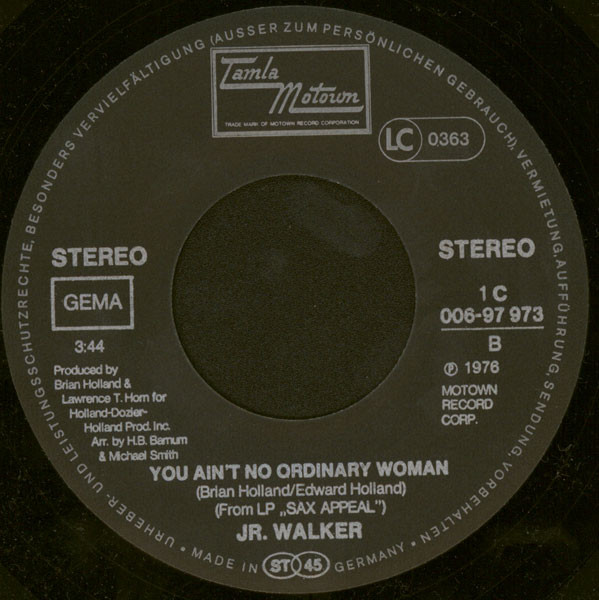 URHEBER- UND LEISTUNGSSCHUTZRECHTE, BESONDERS VERVIELFÄLTIGUNG (AUSSER ZUM PERSÖNLICHEN GEBRAUCH), VERMIETUNG, AUFFÜHRUNG, SENDUNG, VORBEHALTEN •
Tamla
Motown
TRADE MARK OF MOTOWN RECORD CORPORATION
LC 0363
STEREO
STEREO
GEMA
1 C
006-97 973
3:44
B
Produced by
Brian Holland &
Lawrence T. Horn for
Holland-Dozier-
Holland Prod. Inc.
Arr. by H.B. Barnum
& Michael Smith
℗ 1976
MOTOWN
RECORD
CORP.
YOU AIN'T NO ORDINARY WOMAN
(Brian Holland/Edward Holland)
(From LP „SAX APPEAL")
JR. WALKER
• MADE IN ST 45 GERMANY •